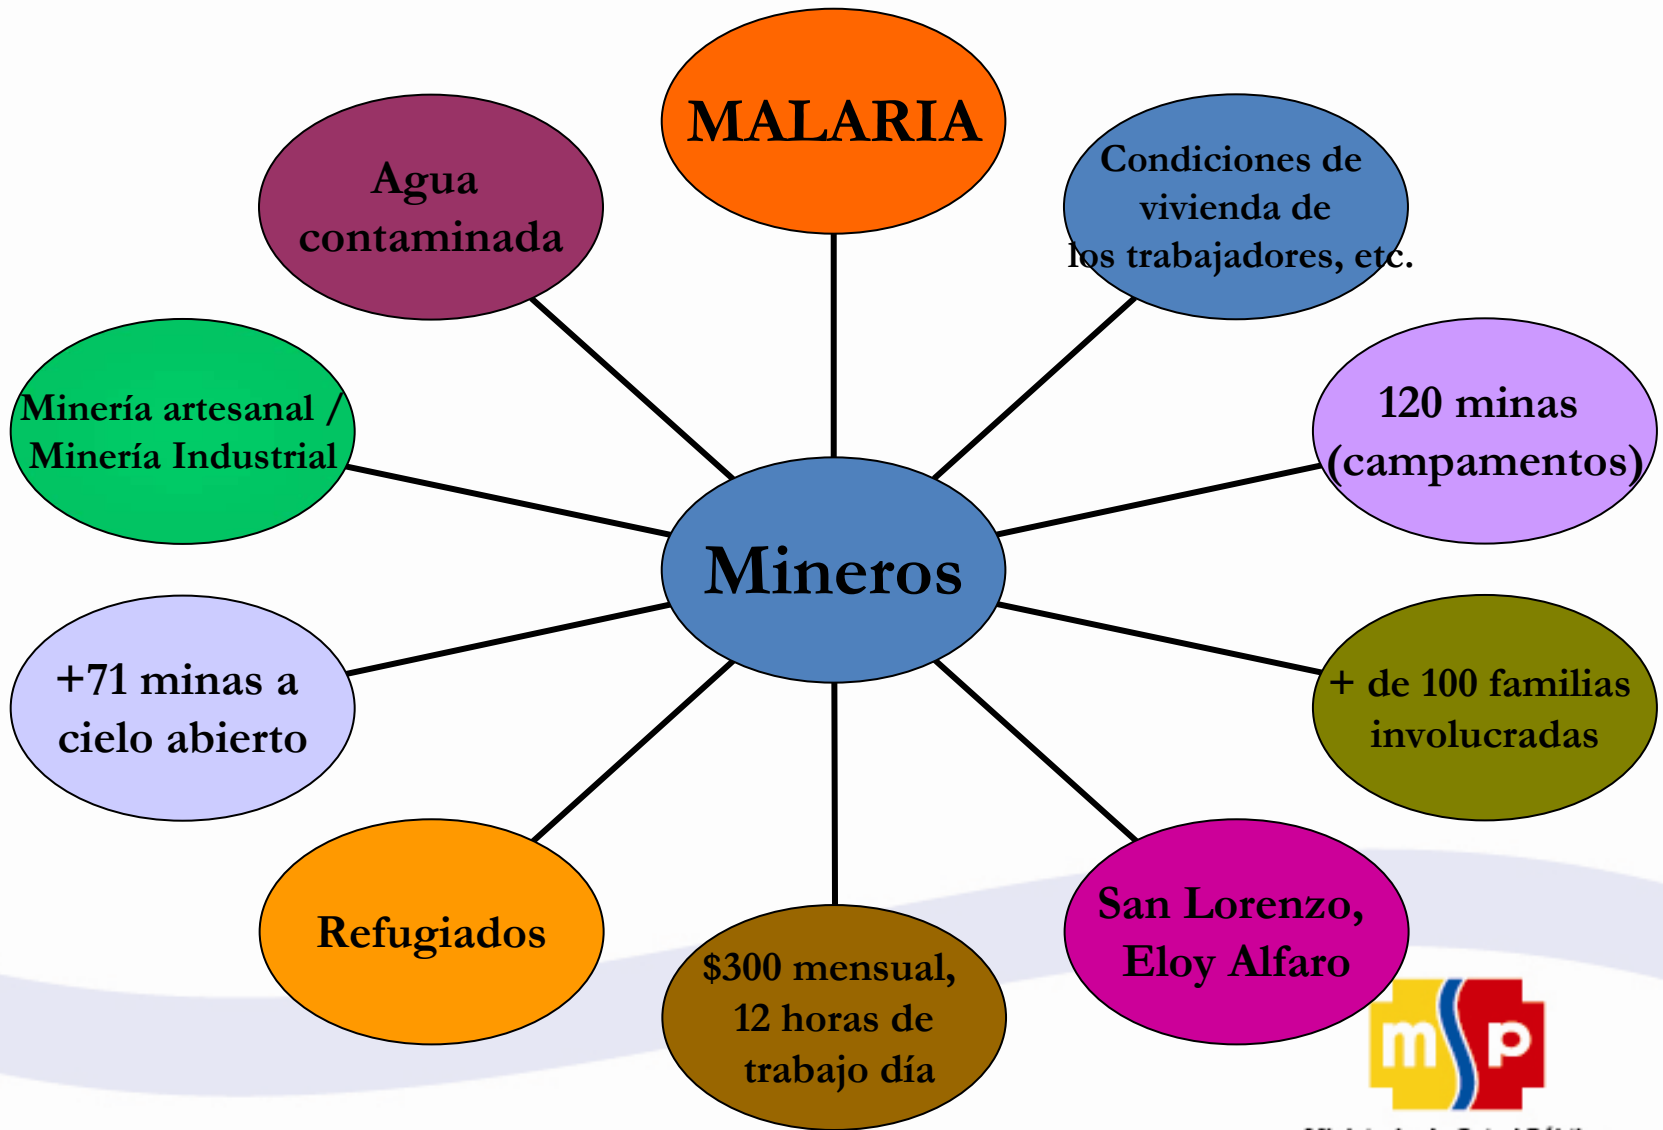 MALARIA
Agua
contaminada
Condiciones de
vivienda de
los trabajadores, etc.
Minería artesanal /
Minería Industrial
120 minas
(campamentos)
Mineros
+71 minas a
cielo abierto
+ de 100 familias
involucradas
Refugiados
$300 mensual,
12 horas de
trabajo día
San Lorenzo,
Eloy Alfaro
msp